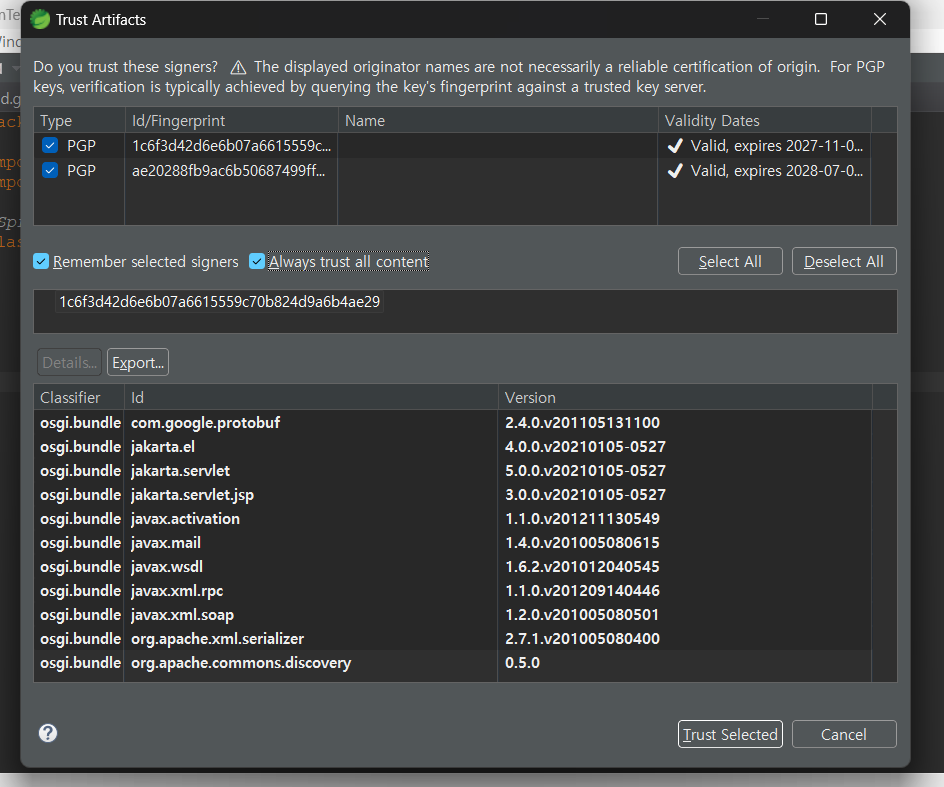 Trust Artifacts
Do you trust these signers? ⚠ The displayed originator names are not necessarily a reliable certification of origin. For PGP
keys, verification is typically achieved by querying the key's fingerprint against a trusted key server.
Type Id/Fingerprint Name Validity Dates
PGP 1c6f3d42d6e6b07a6615559c... Valid, expires 2027-11-0...
PGP ae20288fb9ac6b50687499ff... Valid, expires 2028-07-0...
Remember selected signers Always trust all content Select All Deselect All
1c6f3d42d6e6b07a6615559c70b824d9a6b4ae29
Details... Export...
Classifier Id Version
osgi.bundle com.google.protobuf 2.4.0.v201105131100
osgi.bundle jakarta.el 4.0.0.v20210105-0527
osgi.bundle jakarta.servlet 5.0.0.v20210105-0527
osgi.bundle jakarta.servlet.jsp 3.0.0.v20210105-0527
osgi.bundle javax.activation 1.1.0.v201211130549
osgi.bundle javax.mail 1.4.0.v201005080615
osgi.bundle javax.wsdl 1.6.2.v201012040545
osgi.bundle javax.xml.rpc 1.1.0.v201209140446
osgi.bundle javax.xml.soap 1.2.0.v201005080501
osgi.bundle org.apache.xml.serializer 2.7.1.v201005080400
osgi.bundle org.apache.commons.discovery 0.5.0
? Trust Selected Cancel